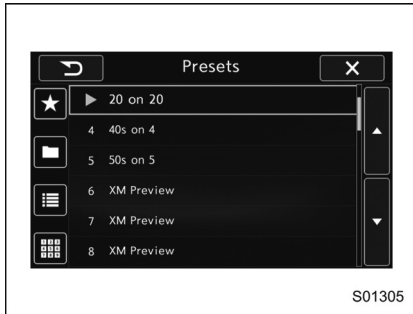 Presets
20 on 20
4 40s on 4
5 50s on 5
6 XM Preview
7 XM Preview
8 XM Preview
S01305